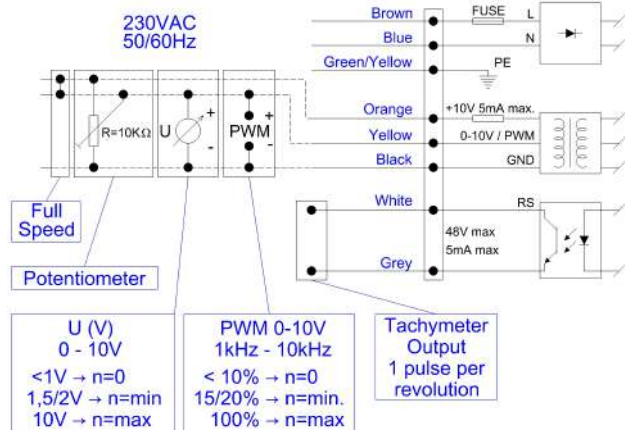 230VAC
50/60Hz
Brown
FUSE
L
Blue
N
Green/Yellow
PE
Orange
+10V 5mA max.
Yellow
0-10V / PWM
Black
GND
R=10KΩ
U
+
-
PWM
+
-
White
RS
48V max
5mA max
Grey
Full
Speed
Potentiometer
U (V)
0 - 10V
<1V → n=0
1,5/2V → n=min
10V → n=max
PWM 0-10V
1kHz - 10kHz
< 10% → n=0
15/20% → n=min.
100% → n=max
Tachymeter
Output
1 pulse per
revolution